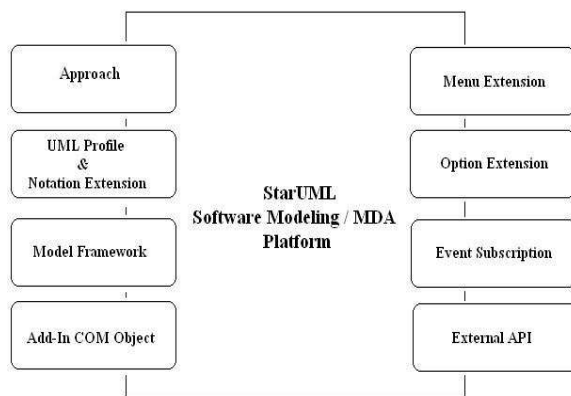 Approach
UML Profile
&
Notation Extension
Model Framework
Add-In COM Object
StarUML
Software Modeling / MDA
Platform
Menu Extension
Option Extension
Event Subscription
External API